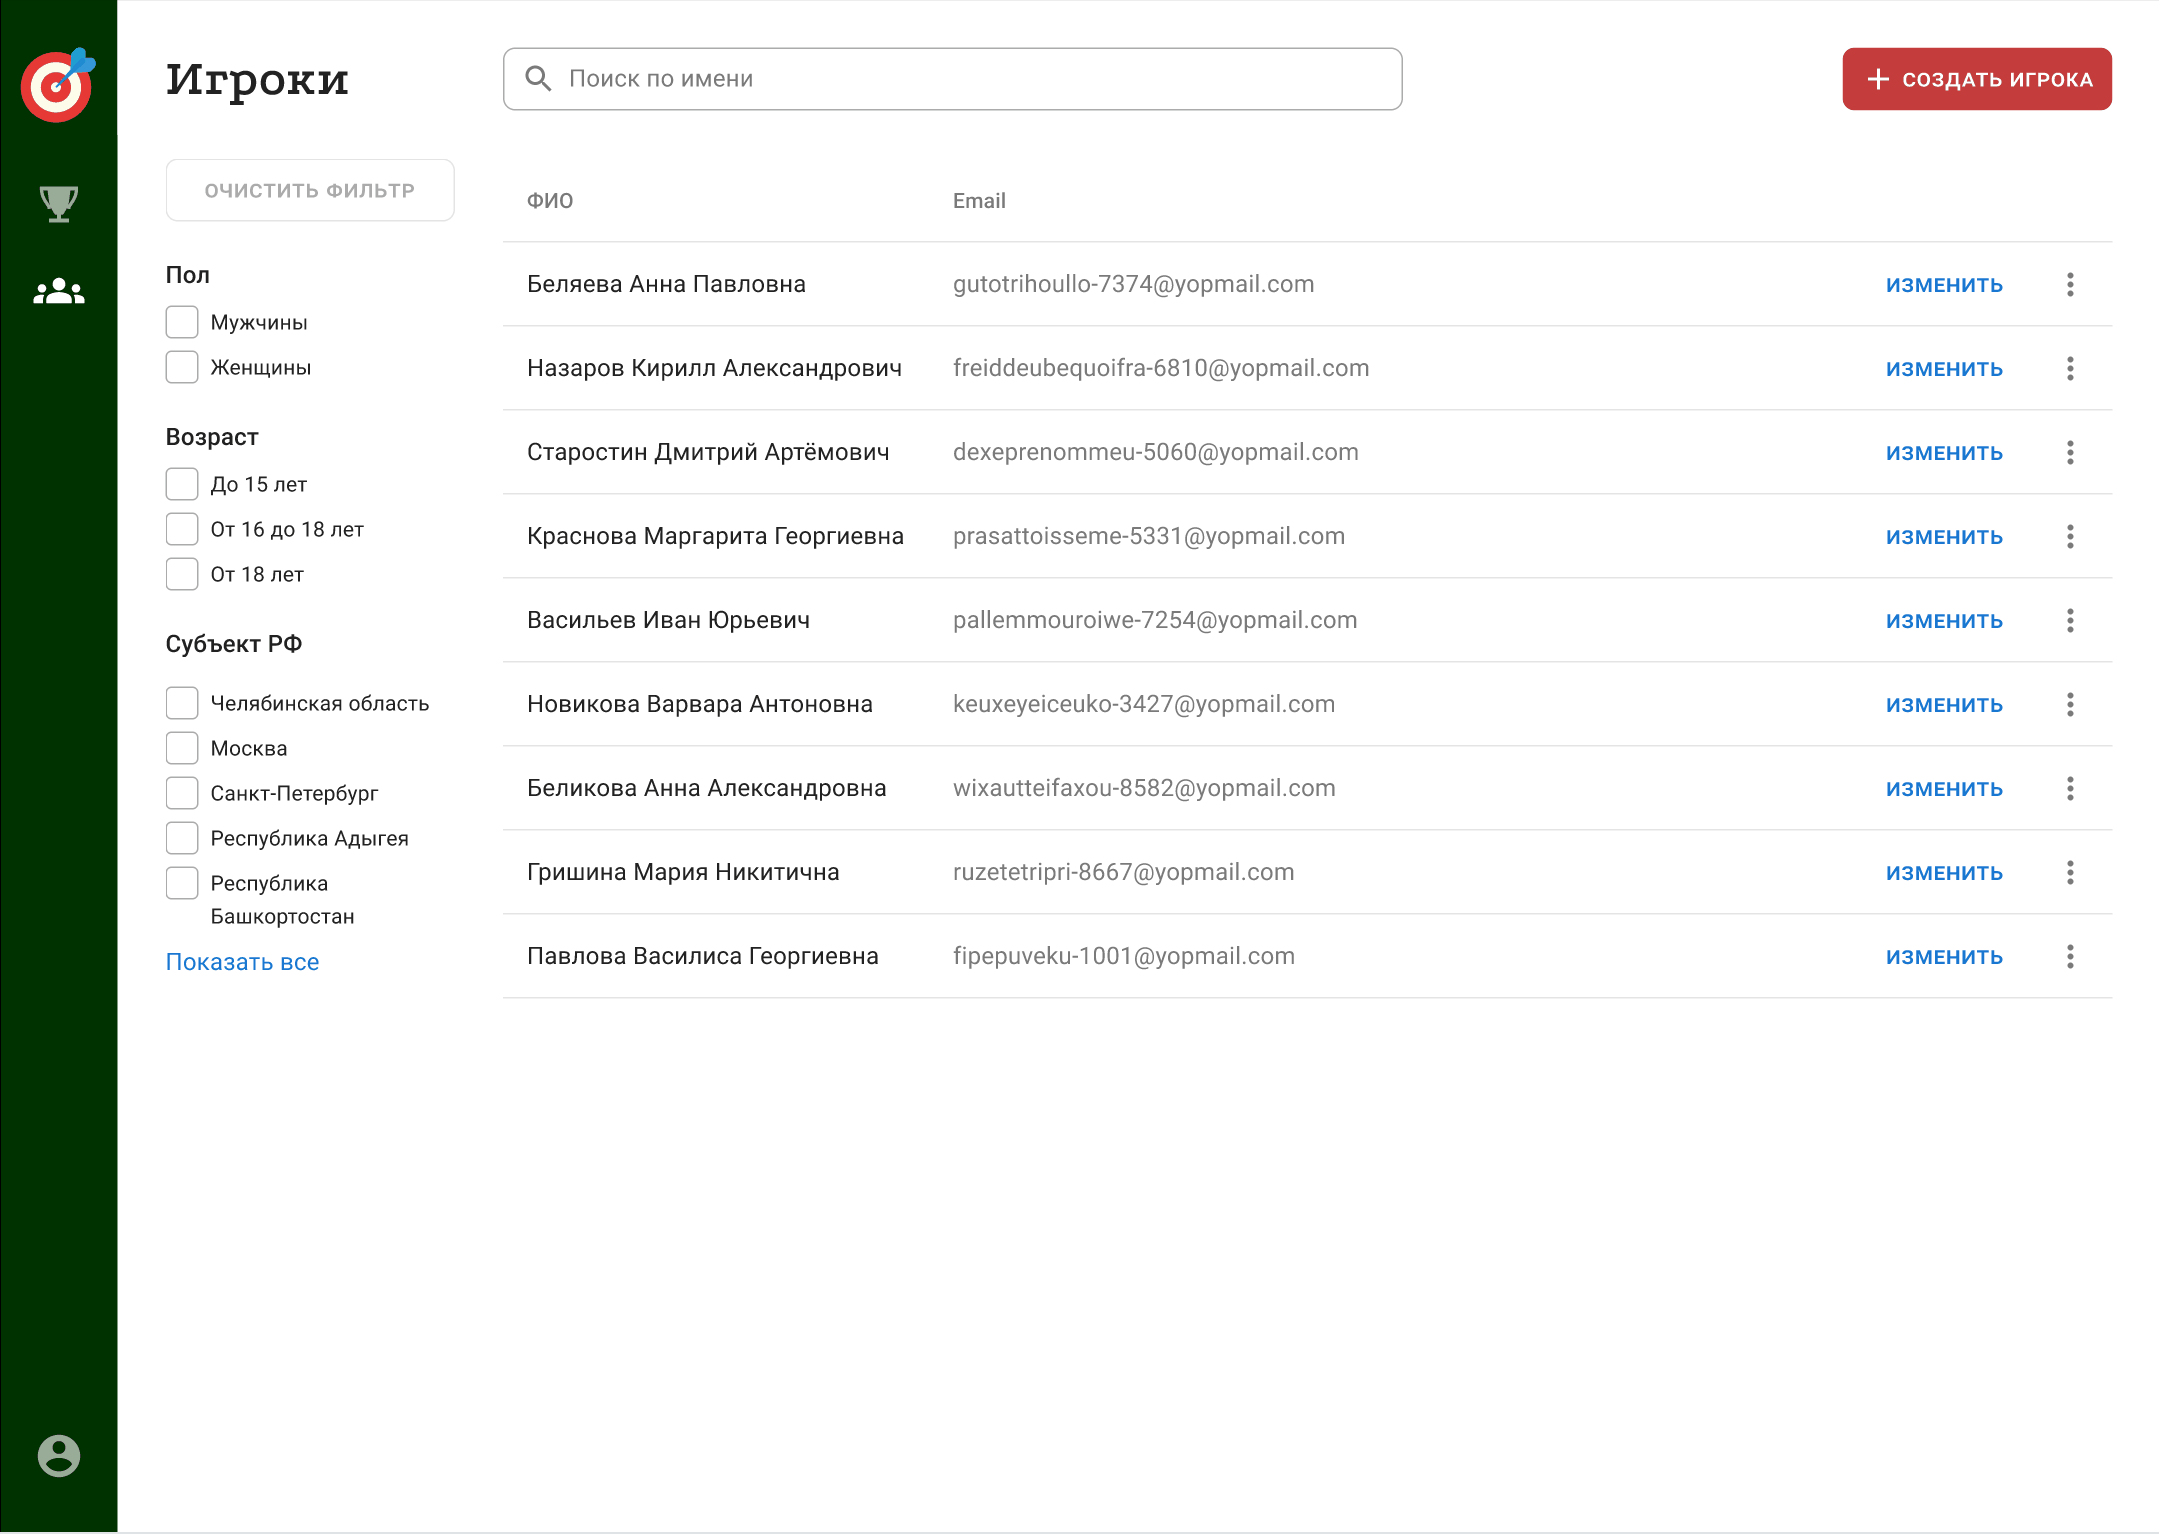 Игроки
Поиск по имени
СОЗДАТЬ ИГРОКА
ОЧИСТИТЬ ФИЛЬТР
Пол
Мужчины
Женщины
Возраст
До 15 лет
От 16 до 18 лет
От 18 лет
Субъект РФ
Челябинская область
Москва
Санкт-Петербург
Республика Адыгея
Республика
Башкортостан
Показать все
ФИО Email
Беляева Анна Павловна gutotrihoullo-7374@yopmail.com ИЗМЕНИТЬ
Назаров Кирилл Александрович freiddeubequoifra-6810@yopmail.com ИЗМЕНИТЬ
Старостин Дмитрий Артёмович dexeprenommeu-5060@yopmail.com ИЗМЕНИТЬ
Краснова Маргарита Георгиевна prasattoisseme-5331@yopmail.com ИЗМЕНИТЬ
Васильев Иван Юрьевич pallemmouroiwe-7254@yopmail.com ИЗМЕНИТЬ
Новикова Варвара Антоновна keuxeyeiceuko-3427@yopmail.com ИЗМЕНИТЬ
Беликова Анна Александровна wixautteifaxou-8582@yopmail.com ИЗМЕНИТЬ
Гришина Мария Никитична ruzetetripri-8667@yopmail.com ИЗМЕНИТЬ
Павлова Василиса Георгиевна fipepuveku-1001@yopmail.com ИЗМЕНИТЬ